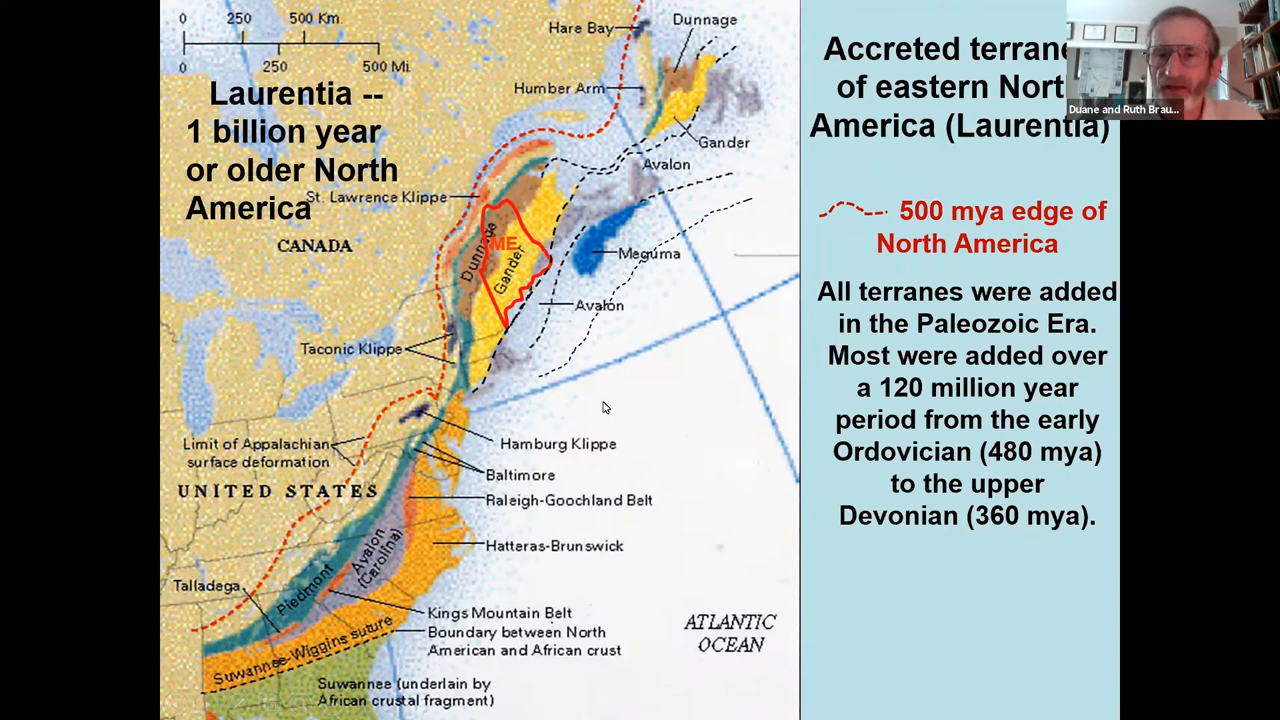 0 250 500 Km.
0 250 500 Mi.
Laurentia --
1 billion year
or older North
America
CANADA
Hare Bay
Dunnage
Humber Arm
Gander
Avalon
St. Lawrence Klippe
Dunnage
ME
Gander
Meguma
Avalon
Taconic Klippe
Limit of Appalachian
surface deformation
Hamburg Klippe
Baltimore
UNITED STATES
Raleigh-Goochland Belt
Avalon
(Carolina)
Hatteras-Brunswick
Talladega
Piedmont
Kings Mountain Belt
Boundary between North
American and African crust
Suwannee-Wiggins suture
Suwannee (underlain by
African crustal fragment)
ATLANTIC
OCEAN
Accreted terrane
of eastern Nort
America (Laurentia)
500 mya edge of
North America
All terranes were added
in the Paleozoic Era.
Most were added over
a 120 million year
period from the early
Ordovician (480 mya)
to the upper
Devonian (360 mya).
Duane and Ruth Brau...